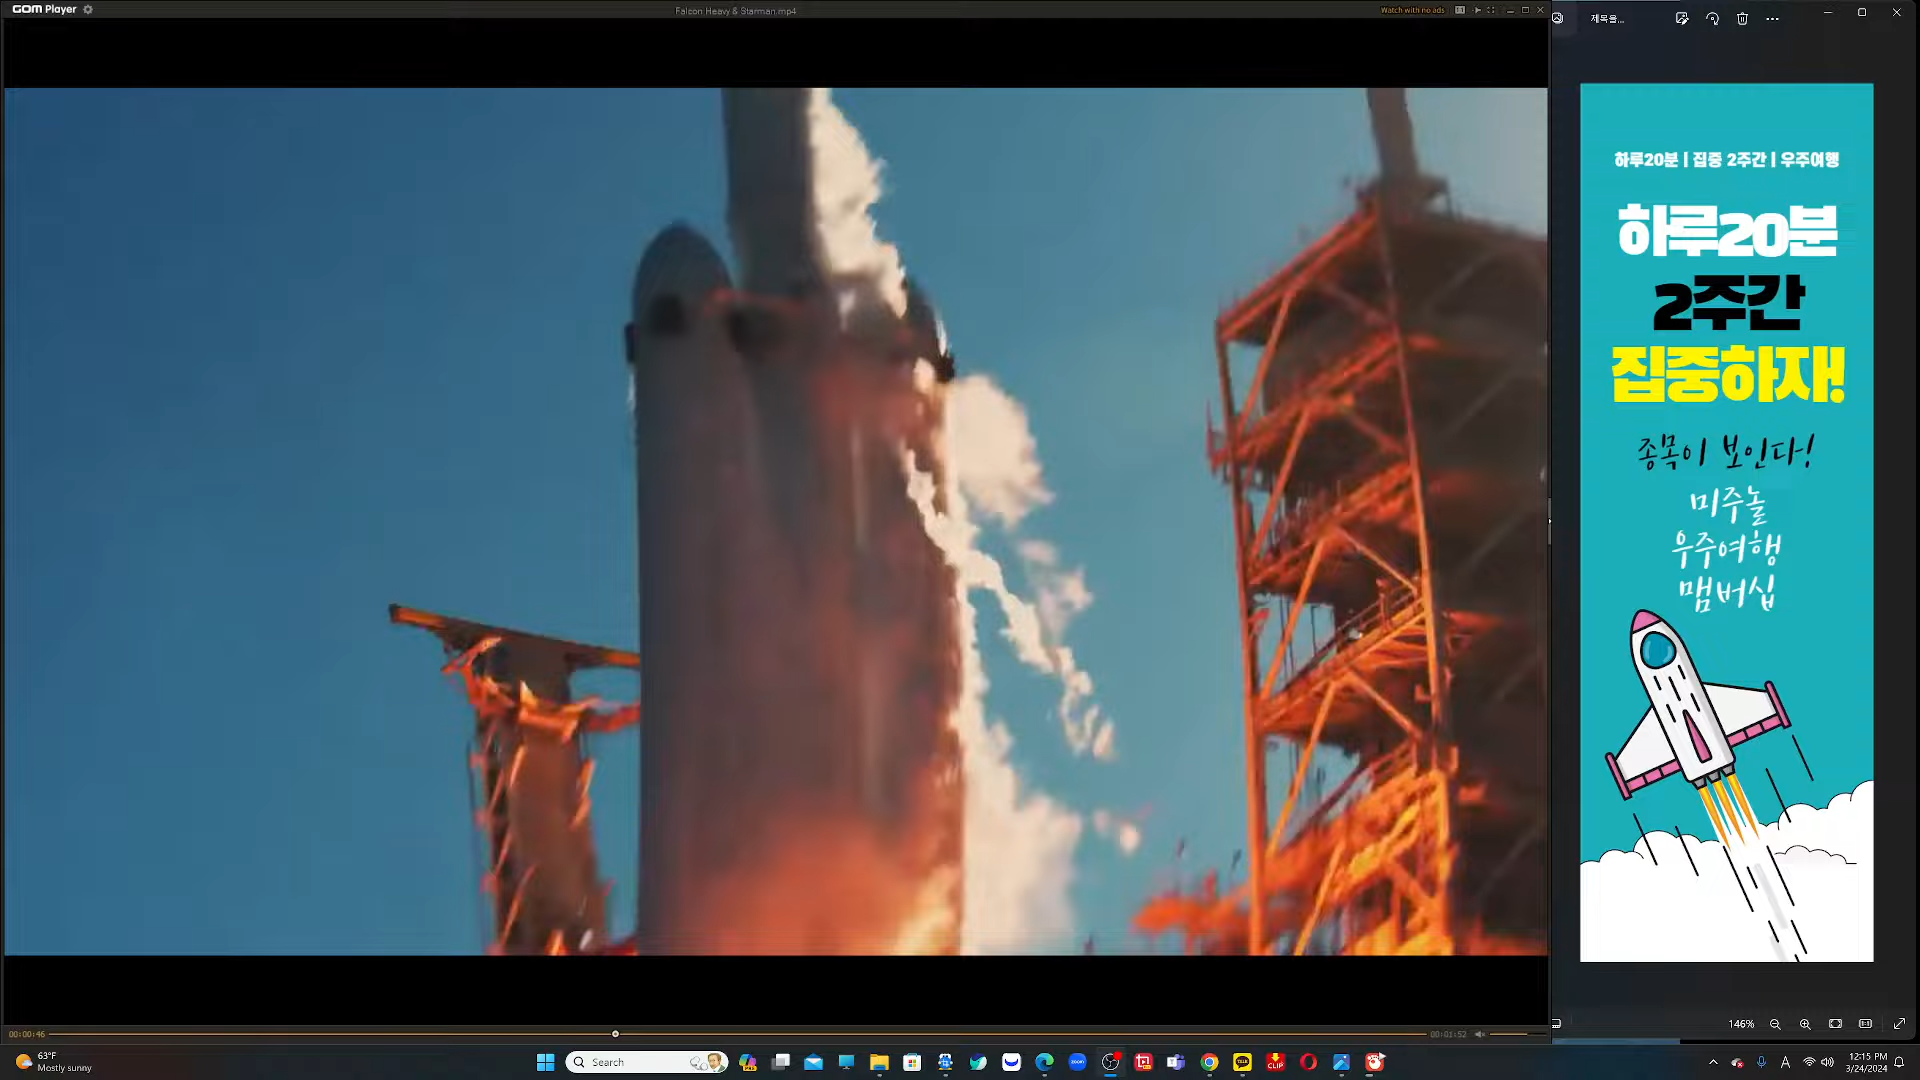 GOM Player
Falcon Heavy & Starman.mp4
Watch with no ads
제목을...
하루20분 | 집중 2주간 | 우주여행
하루20분
2주간
집중하자!
종목이 보인다!
미주놀
우주여행
맴버십
00:00:46
00:01:52
146%
63°F
Mostly sunny
Search
zoom
TALK
CLIP
A
12:15 PM
3/24/2024